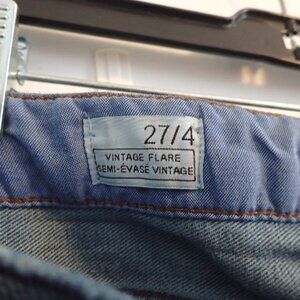 27/4
VINTAGE FLARE
SEMI-ÉVASÉ VINTAGE
M